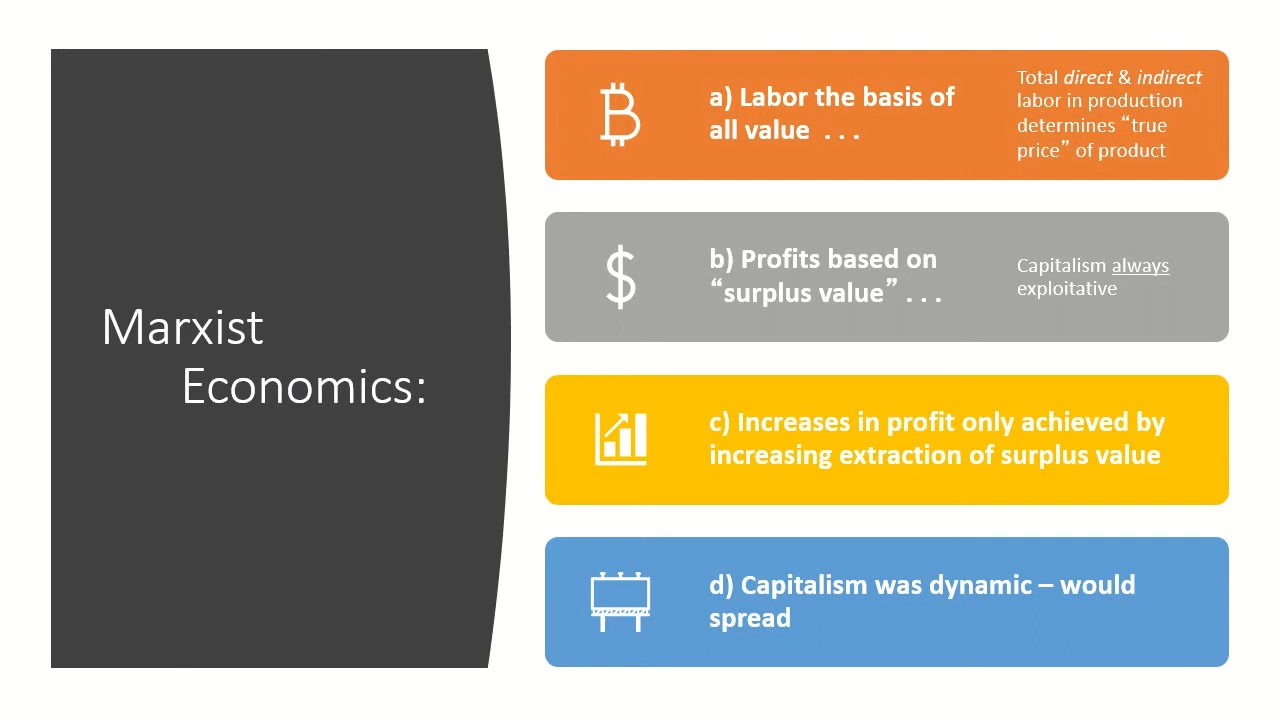 Marxist
Economics:
a) Labor the basis of
all value . . .
Total direct & indirect
labor in production
determines “true
price” of product
b) Profits based on
“surplus value” . . .
Capitalism always
exploitative
c) Increases in profit only achieved by
increasing extraction of surplus value
d) Capitalism was dynamic – would
spread